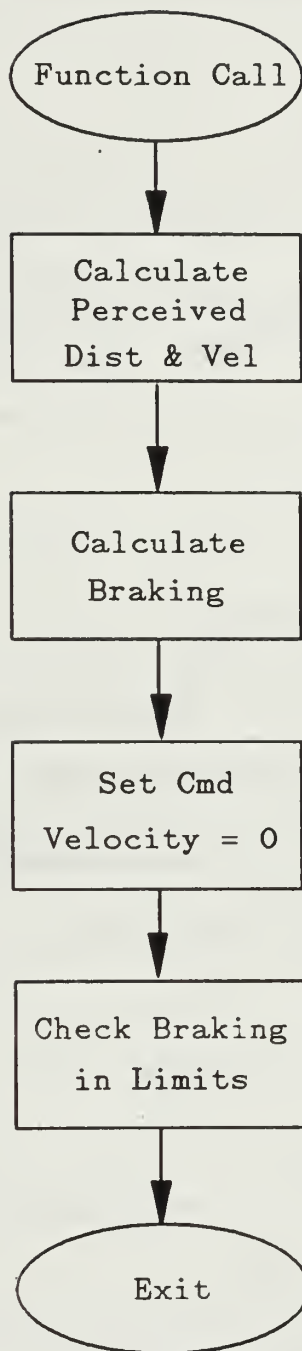 Function Call
Calculate
Perceived
Dist & Vel
Calculate
Braking
Set Cmd
Velocity = 0
Check Braking
in Limits
Exit